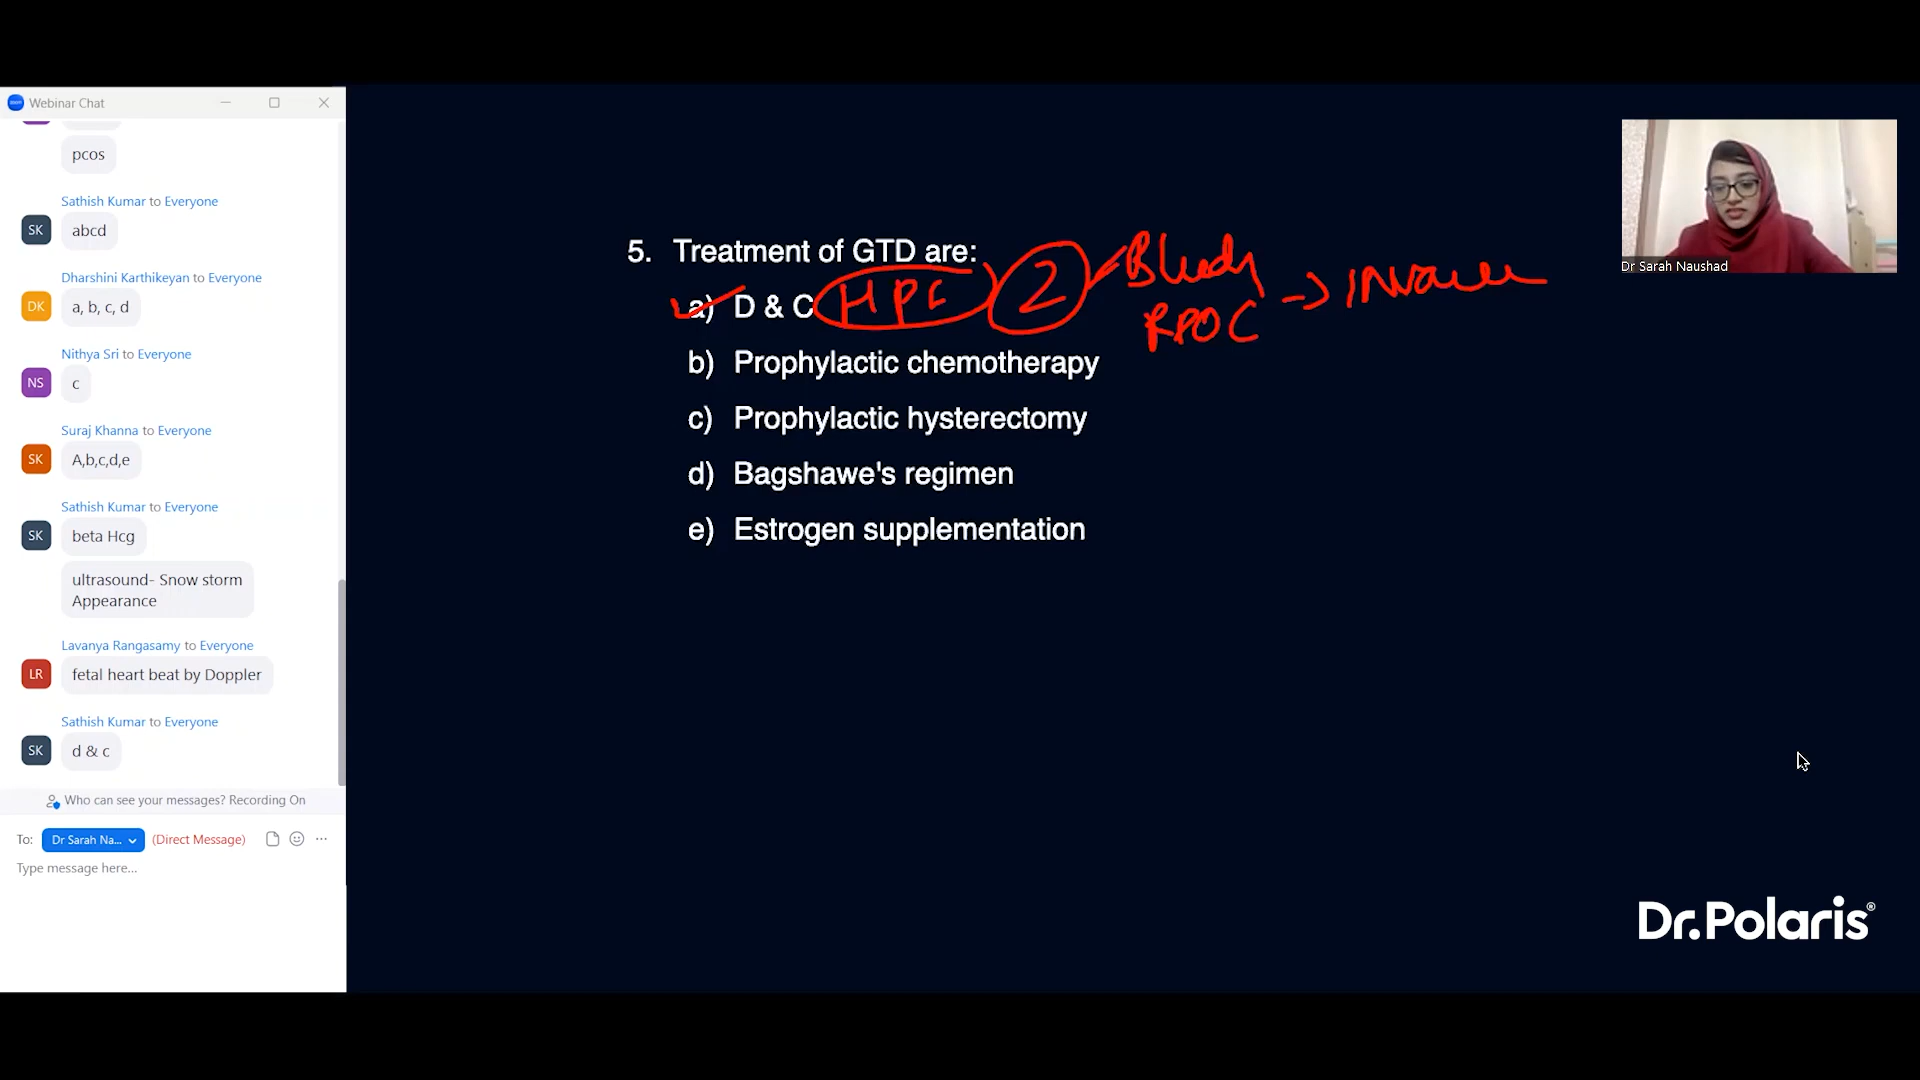 Webinar Chat
pcos
Sathish Kumar to Everyone
SK
abcd
Dharshini Karthikeyan to Everyone
DK
a, b, c, d
Nithya Sri to Everyone
NS
c
Suraj Khanna to Everyone
SK
A,b,c,d,e
Sathish Kumar to Everyone
SK
beta Hcg
ultrasound- Snow storm
Appearance
Lavanya Rangasamy to Everyone
LR
fetal heart beat by Doppler
Sathish Kumar to Everyone
SK
d & c
Who can see your messages? Recording On
To: Dr Sarah Na... (Direct Message)
Type message here...
5. Treatment of GTD are:
a) D & C HPE 2
RPOC
b) Prophylactic chemotherapy
c) Prophylactic hysterectomy
d) Bagshawe's regimen
e) Estrogen supplementation
Dr Sarah Naushad
Dr.Polaris®